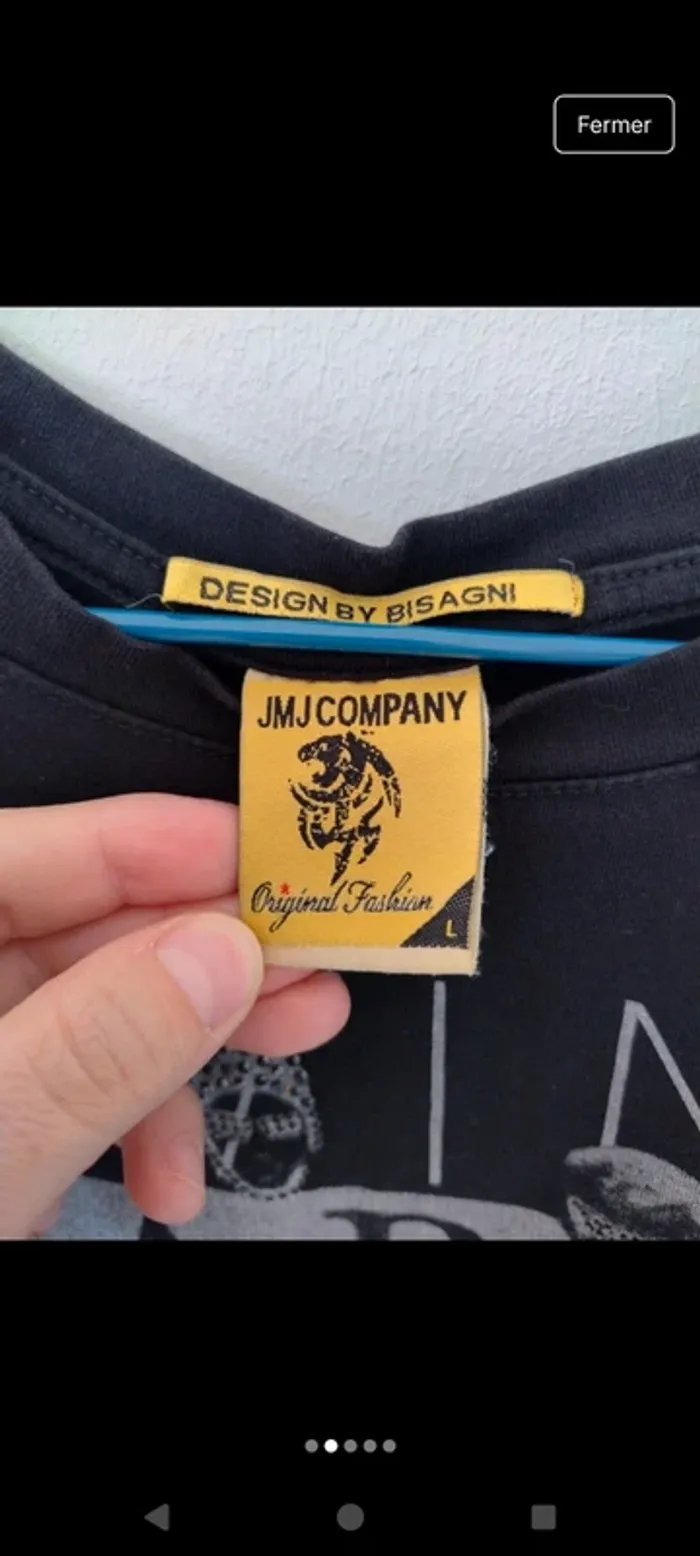 Fermer
DESIGN BY BISAGNI
JMJ COMPANY
Original Fashion
L
I N